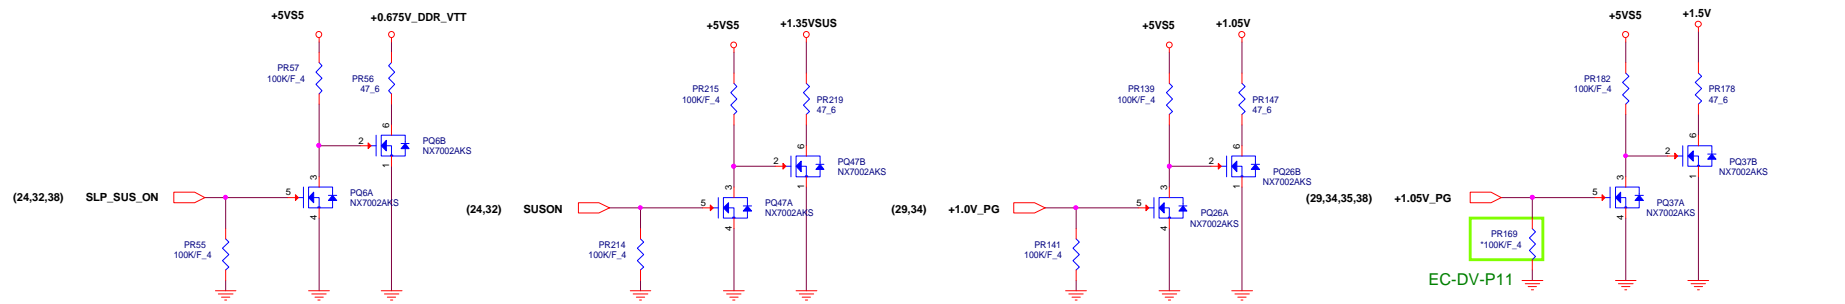 +5VS5
+0.675V_DDR_VTT
PR57
100K/F_4
PR56
47_6
6
2
PQ6B
NX7002AKS
1
3
(24,32,38)
SLP_SUS_ON
5
PQ6A
NX7002AKS
4
PR55
100K/F_4
+5VS5
+1.35VSUS
PR215
100K/F_4
PR219
47_6
6
2
PQ47B
NX7002AKS
1
3
(24,32)
SUSON
5
PQ47A
NX7002AKS
4
PR214
100K/F_4
+5VS5
+1.05V
PR139
100K/F_4
PR147
47_6
6
2
PQ26B
NX7002AKS
1
3
(29,34)
+1.0V_PG
5
PQ26A
NX7002AKS
4
PR141
100K/F_4
+5VS5
+1.5V
PR182
100K/F_4
PR178
47_6
6
2
PQ37B
NX7002AKS
1
3
(29,34,35,38)
+1.05V_PG
5
PQ37A
NX7002AKS
4
PR169
*100K/F_4
EC-DV-P11